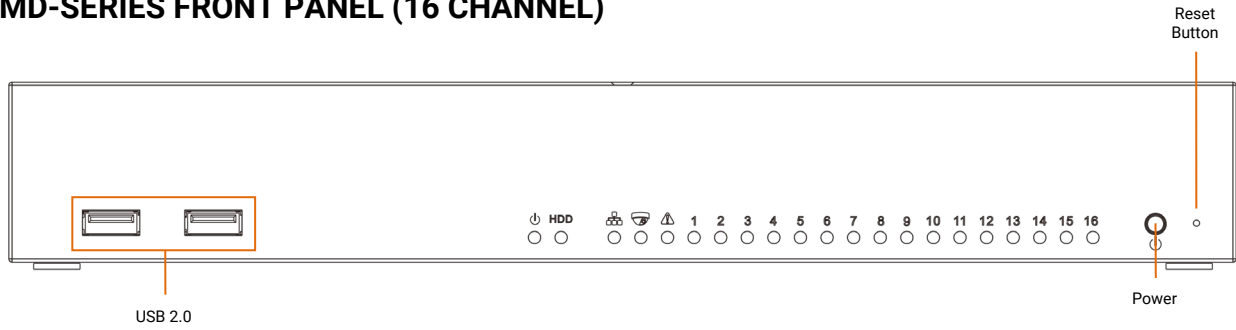 MD-SERIES FRONT PANEL (16 CHANNEL)
Reset
Button
HDD 1 2 3 4 5 6 7 8 9 10 11 12 13 14 15 16
Power
USB 2.0